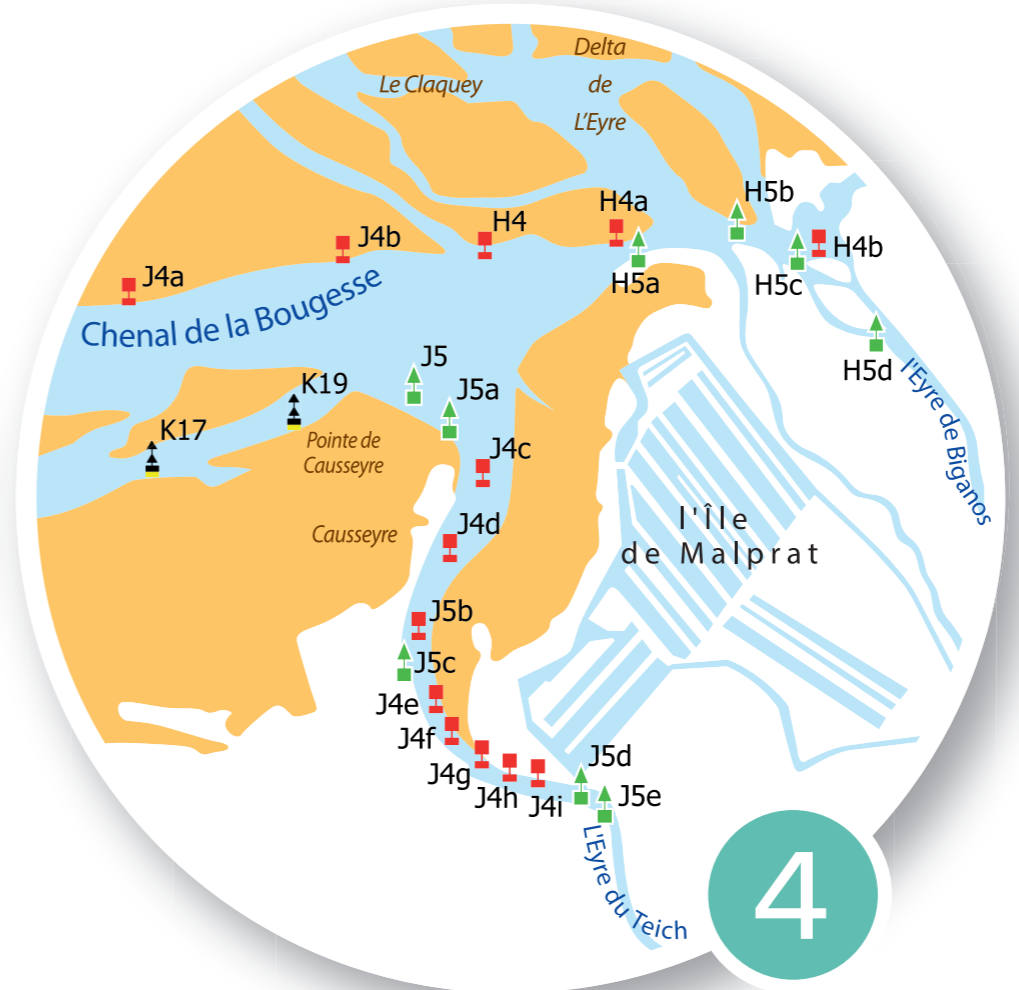 Delta
de
L'Eyre
Le Claquey
H5b
H4a
H4
J4b
H4b
J4a
H5a
H5c
Chenal de la Bougesse
J5
H5d
l'Eyre de Biganos
K19
J5a
K17
Pointe de
Causseyre
J4c
Causseyre
J4d
l'Île
de Malprat
J5b
J5c
J4e
J4f
J4g
J4h
J4i
J5d
J5e
L'Eyre du Teich
4